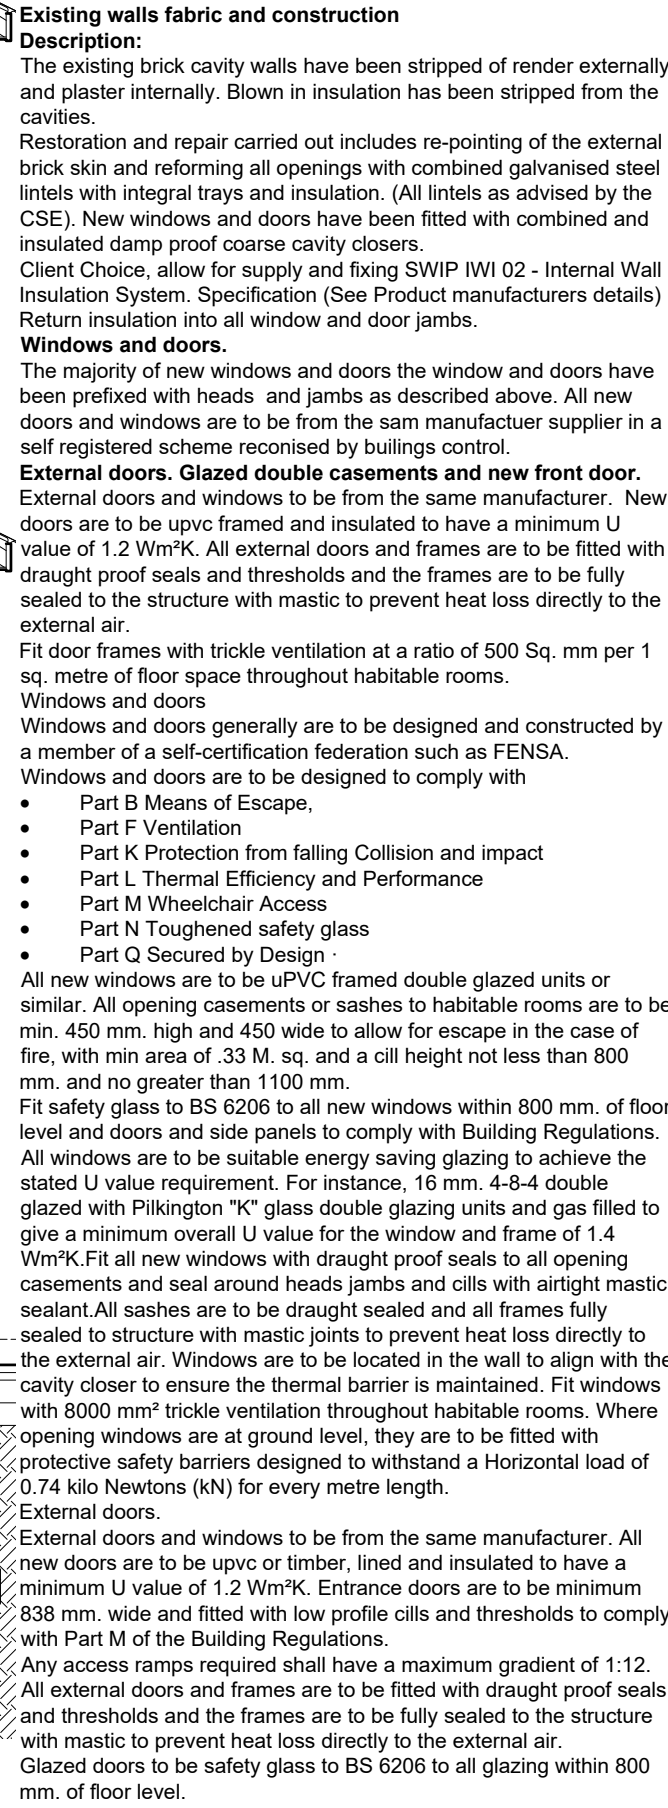 Existing walls fabric and construction
Description:
The existing brick cavity walls have been stripped of render externally
and plaster internally. Blown in insulation has been stripped from the
cavities.
Restoration and repair carried out includes re-pointing of the external
brick skin and reforming all openings with combined galvanised steel
lintels with integral trays and insulation. (All lintels as advised by the
CSE). New windows and doors have been fitted with combined and
insulated damp proof coarse cavity closers.
Client Choice, allow for supply and fixing SWIP IWI 02 - Internal Wall
Insulation System. Specification (See Product manufacturers details)
Return insulation into all window and door jambs.
Windows and doors.
The majority of new windows and doors the window and doors have
been prefixed with heads  and jambs as described above. All new
doors and windows are to be from the sam manufactuer supplier in a
self registered scheme reconised by builings control.
External doors. Glazed double casements and new front door.
External doors and windows to be from the same manufacturer.  New
doors are to be upvc framed and insulated to have a minimum U
value of 1.2 Wm²K. All external doors and frames are to be fitted with
draught proof seals and thresholds and the frames are to be fully
sealed to the structure with mastic to prevent heat loss directly to the
external air.
Fit door frames with trickle ventilation at a ratio of 500 Sq. mm per 1
sq. metre of floor space throughout habitable rooms.
Windows and doors
Windows and doors generally are to be designed and constructed by
a member of a self-certification federation such as FENSA.
Windows and doors are to be designed to comply with
• Part B Means of Escape,
• Part F Ventilation
• Part K Protection from falling Collision and impact
• Part L Thermal Efficiency and Performance
• Part M Wheelchair Access
• Part N Toughened safety glass
• Part Q Secured by Design ·
All new windows are to be uPVC framed double glazed units or
similar. All opening casements or sashes to habitable rooms are to be
min. 450 mm. high and 450 wide to allow for escape in the case of
fire, with min area of .33 M. sq. and a cill height not less than 800
mm. and no greater than 1100 mm.
Fit safety glass to BS 6206 to all new windows within 800 mm. of floor
level and doors and side panels to comply with Building Regulations.
All windows are to be suitable energy saving glazing to achieve the
stated U value requirement. For instance, 16 mm. 4-8-4 double
glazed with Pilkington "K" glass double glazing units and gas filled to
give a minimum overall U value for the window and frame of 1.4
Wm²K.Fit all new windows with draught proof seals to all opening
casements and seal around heads jambs and cills with airtight mastic
sealant.All sashes are to be draught sealed and all frames fully
sealed to structure with mastic joints to prevent heat loss directly to
the external air. Windows are to be located in the wall to align with the
cavity closer to ensure the thermal barrier is maintained. Fit windows
with 8000 mm² trickle ventilation throughout habitable rooms. Where
opening windows are at ground level, they are to be fitted with
protective safety barriers designed to withstand a Horizontal load of
0.74 kilo Newtons (kN) for every metre length.
External doors.
External doors and windows to be from the same manufacturer. All
new doors are to be upvc or timber, lined and insulated to have a
minimum U value of 1.2 Wm²K. Entrance doors are to be minimum
838 mm. wide and fitted with low profile cills and thresholds to comply
with Part M of the Building Regulations.
Any access ramps required shall have a maximum gradient of 1:12.
All external doors and frames are to be fitted with draught proof seals
and thresholds and the frames are to be fully sealed to the structure
with mastic to prevent heat loss directly to the external air.
Glazed doors to be safety glass to BS 6206 to all glazing within 800
mm. of floor level.